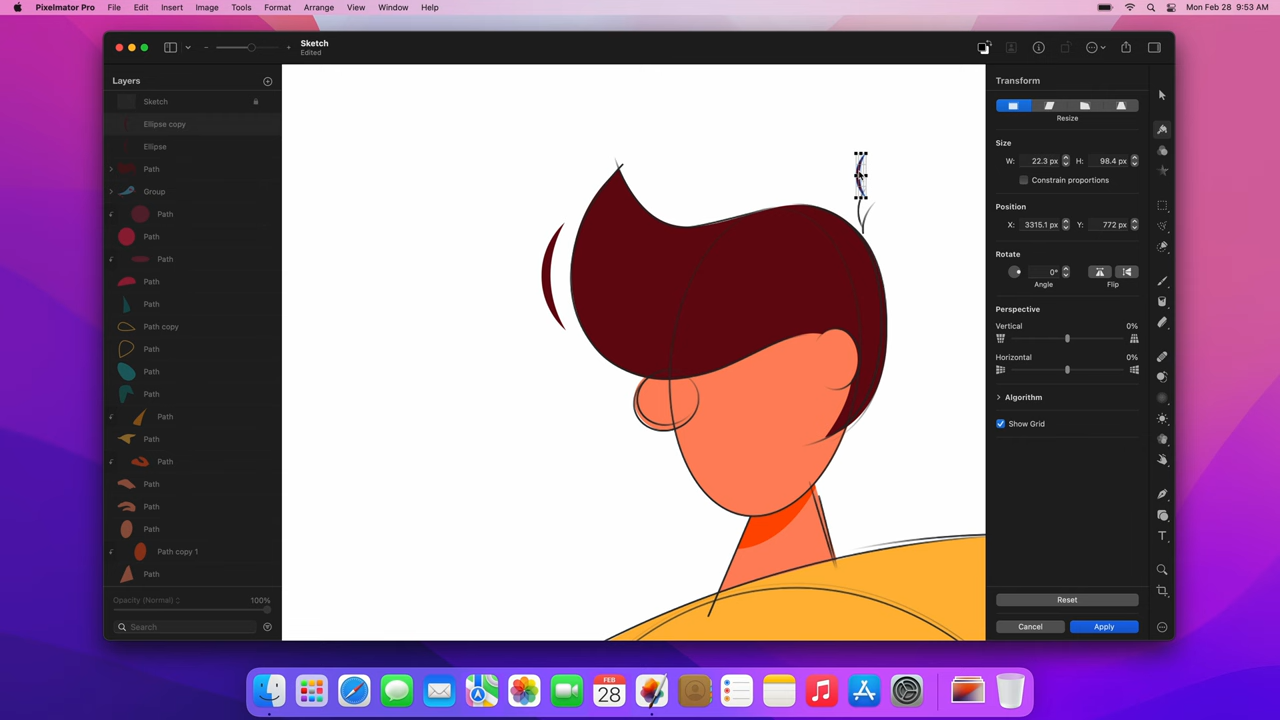 Pixelmator Pro File Edit Insert Image Tools Format Arrange View Window Help Mon Feb 28 9:53 AM
Sketch
Edited
Layers
Sketch
Ellipse copy
Ellipse
Path
Group
Path
Path
Path
Path
Path
Path copy
Path
Path
Path
Path
Path
Path
Path
Path
Path
Path copy 1
Path
Opacity (Normal) 100%
Search
Transform
Resize
Size
W: 22.3 px H: 98.4 px
Constrain proportions
Position
X: 3315.1 px Y: 772 px
Rotate
0°
Angle Flip
Perspective
Vertical 0%
Horizontal 0%
Algorithm
Show Grid
Reset
Cancel Apply
FEB
28